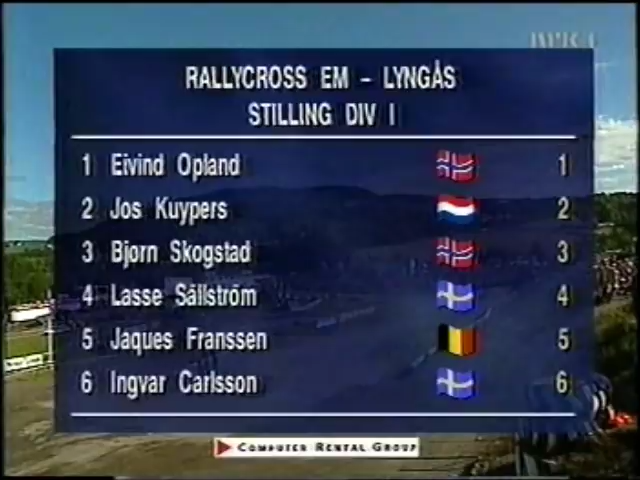 RALLYCROSS EM - LYNGÅS
STILLING DIV I
1 Eivind Opland 1
2 Jos Kuypers 2
3 Bjørn Skogstad 3
4 Lasse Sällström 4
5 Jaques Franssen 5
6 Ingvar Carlsson 6
COMPUTER RENTAL GROUP